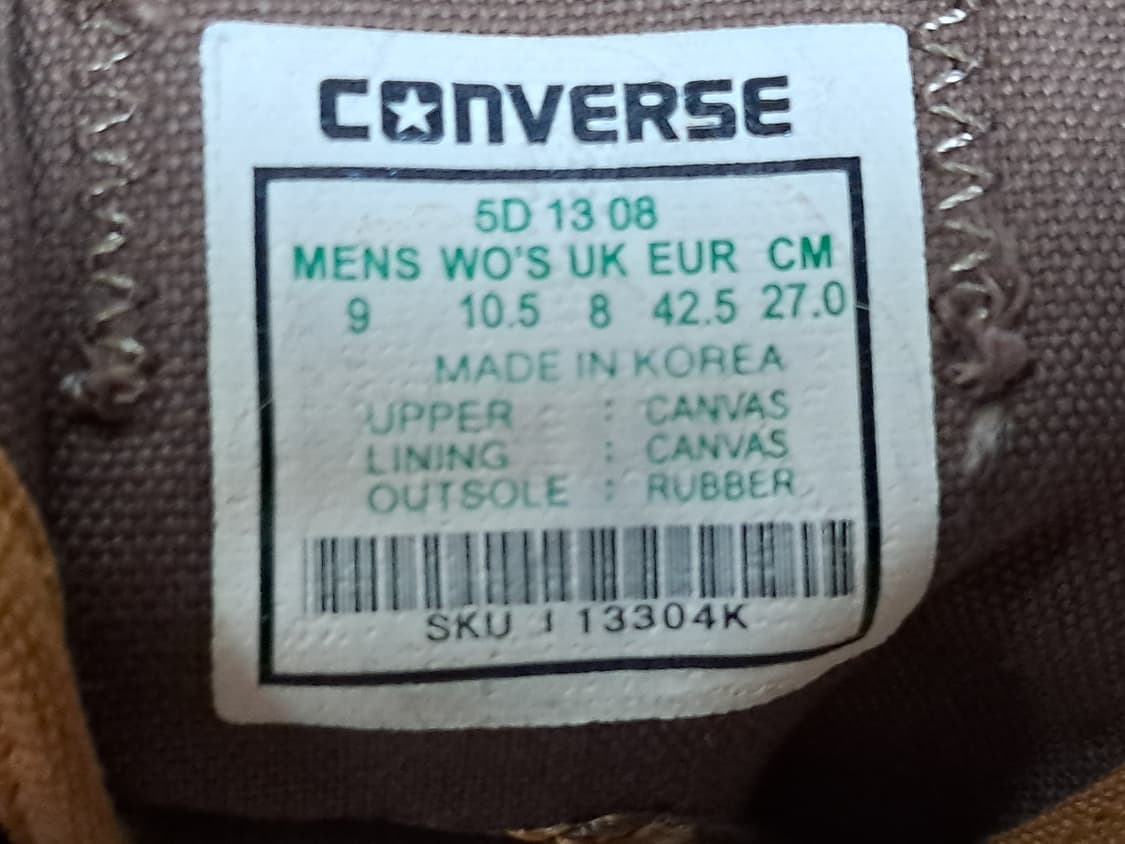 CONVERSE
5D 13 08
MENS WO'S UK EUR CM
9 10.5 8 42.5 27.0
MADE IN KOREA
UPPER : CANVAS
LINING : CANVAS
OUTSOLE : RUBBER
SKU : 13304K